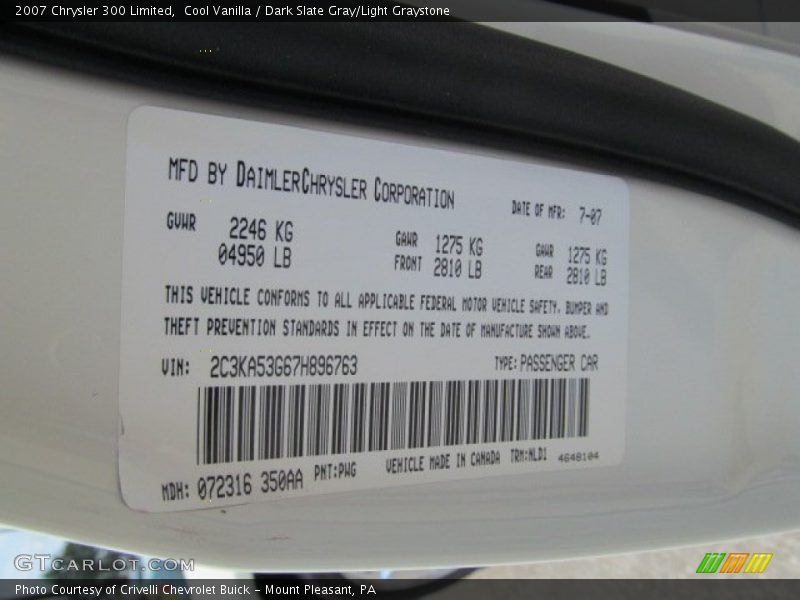 2007 Chrysler 300 Limited,  Cool Vanilla / Dark Slate Gray/Light Graystone
MFD BY DAIMLERCHRYSLER CORPORATION
DATE OF MFR: 7-07
GVWR 2246 KG GAWR 1275 KG GAWR 1275 KG
04950 LB FRONT 2810 LB REAR 2810 LB
THIS VEHICLE CONFORMS TO ALL APPLICABLE FEDERAL MOTOR VEHICLE SAFETY, BUMPER AND
THEFT PREVENTION STANDARDS IN EFFECT ON THE DATE OF MANUFACTURE SHOWN ABOVE.
VIN: 2C3KA53G67H896763 TYPE: PASSENGER CAR
MDH: 072316 350AA PNT:PWG VEHICLE MADE IN CANADA TRM:NLD1 4648104
GTCARLOT.COM
Photo Courtesy of Crivelli Chevrolet Buick - Mount Pleasant, PA